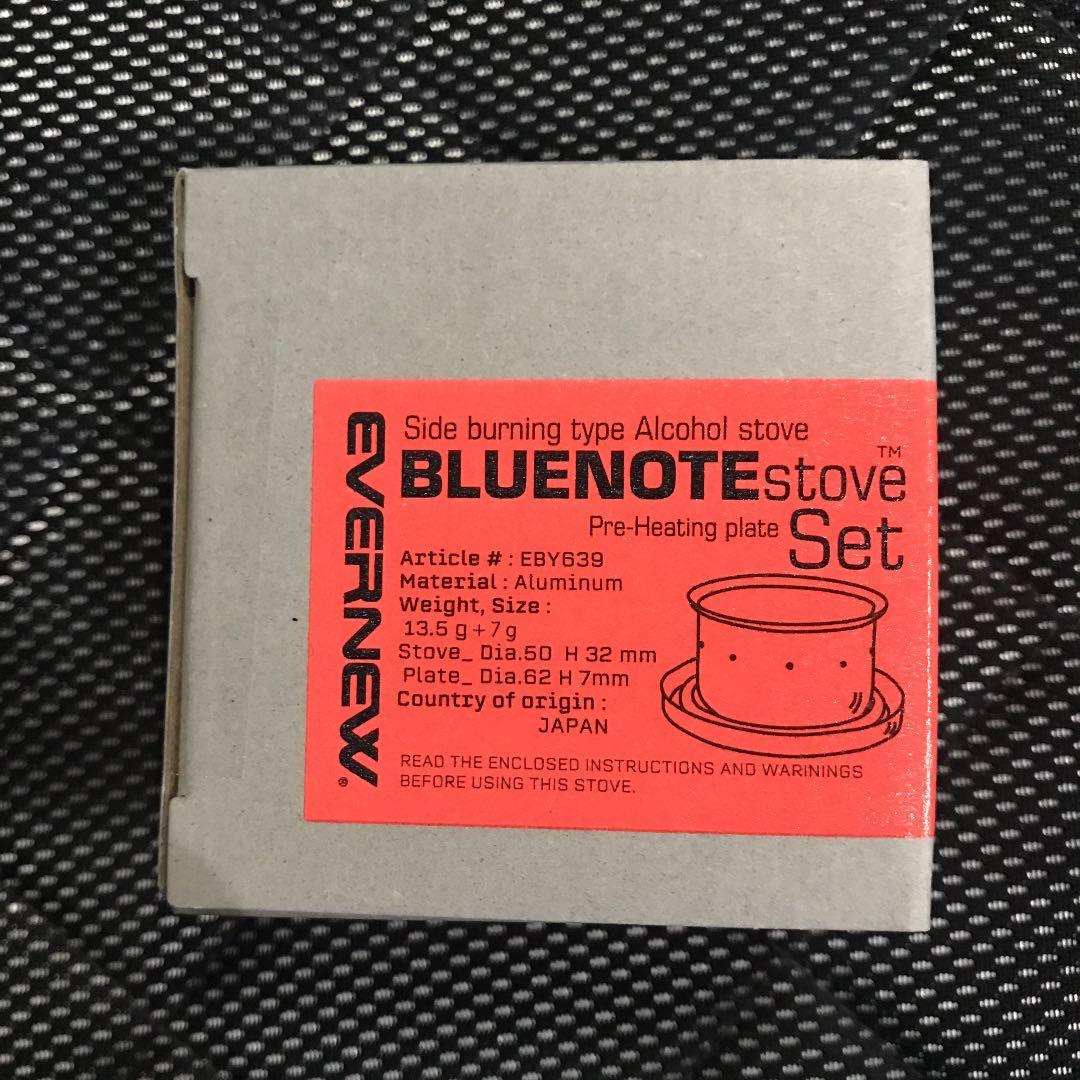 EVERNEW®
Side burning type Alcohol stove
BLUENOTEstove™
Pre-Heating plate Set
Article # : EBY639
Material : Aluminum
Weight, Size :
13.5 g + 7 g
Stove_ Dia.50 H 32 mm
Plate_ Dia.62 H 7mm
Country of origin :
JAPAN
READ THE ENCLOSED INSTRUCTIONS AND WARININGS
BEFORE USING THIS STOVE.